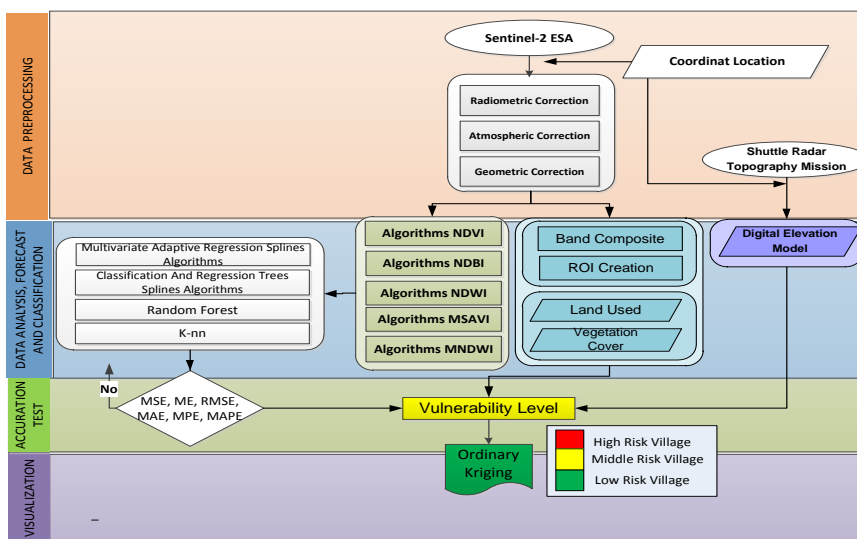 DATA PREPROCESSING
Sentinel-2 ESA
Coordinat Location
Radiometric Correction
Atmospheric Correction
Geometric Correction
Shuttle Radar
Topography Mission
DATA ANALYSIS, FORECAST
AND CLASSIFICATION
Multivariate Adaptive Regression Splines
Algorithms
Classification And Regression Trees
Splines Algorithms
Random Forest
K-nn
Algorithms NDVI
Algorithms NDBI
Algorithms NDWI
Algorithms MSAVI
Algorithms MNDWI
Band Composite
ROI Creation
Land Used
Vegetation
Cover
Digital Elevation
Model
ACCURATION
TEST
No
MSE, ME, RMSE,
MAE, MPE, MAPE,
Vulnerability Level
Ordinary
Kriging
High Risk Village
Middle Risk Village
Low Risk Village
VISUALIZATION
–